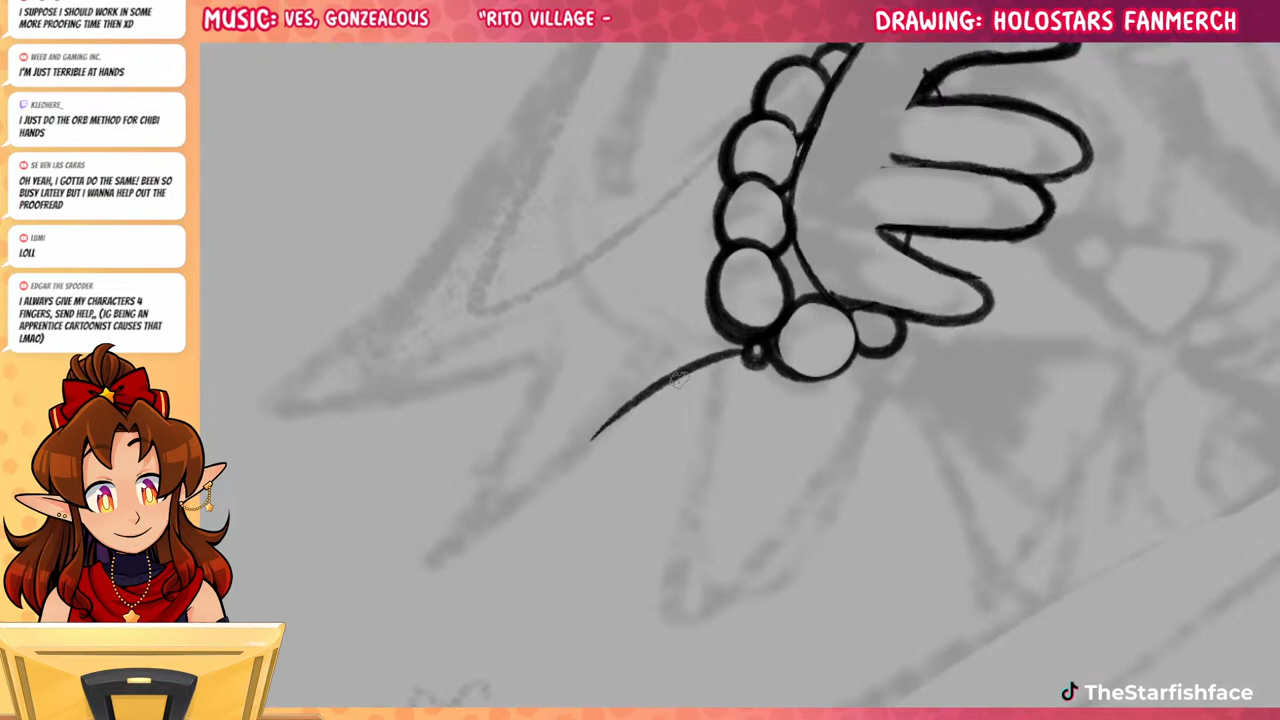 MUSIC: VES, GONZEALOUS "RITO VILLAGE -
DRAWING: HOLOSTARS FANMERCH
I SUPPOSE I SHOULD WORK IN SOME
MORE PROOFING TIME THEN XD
WEEB AND GAMING INC.
I'M JUST TERRIBLE AT HANDS
KLEOHERE_
I JUST DO THE ORB METHOD FOR CHIBI
HANDS
SE VEN LAS CARAS
OH YEAH, I GOTTA DO THE SAME! BEEN SO
BUSY LATELY BUT I WANNA HELP OUT THE
PROOFREAD
LUMI
LOLL
EDGAR THE SPOODER
I ALWAYS GIVE MY CHARACTERS 4
FINGERS, SEND HELP,, (IG BEING AN
APPRENTICE CARTOONIST CAUSES THAT
LMAO)
TheStarfishface